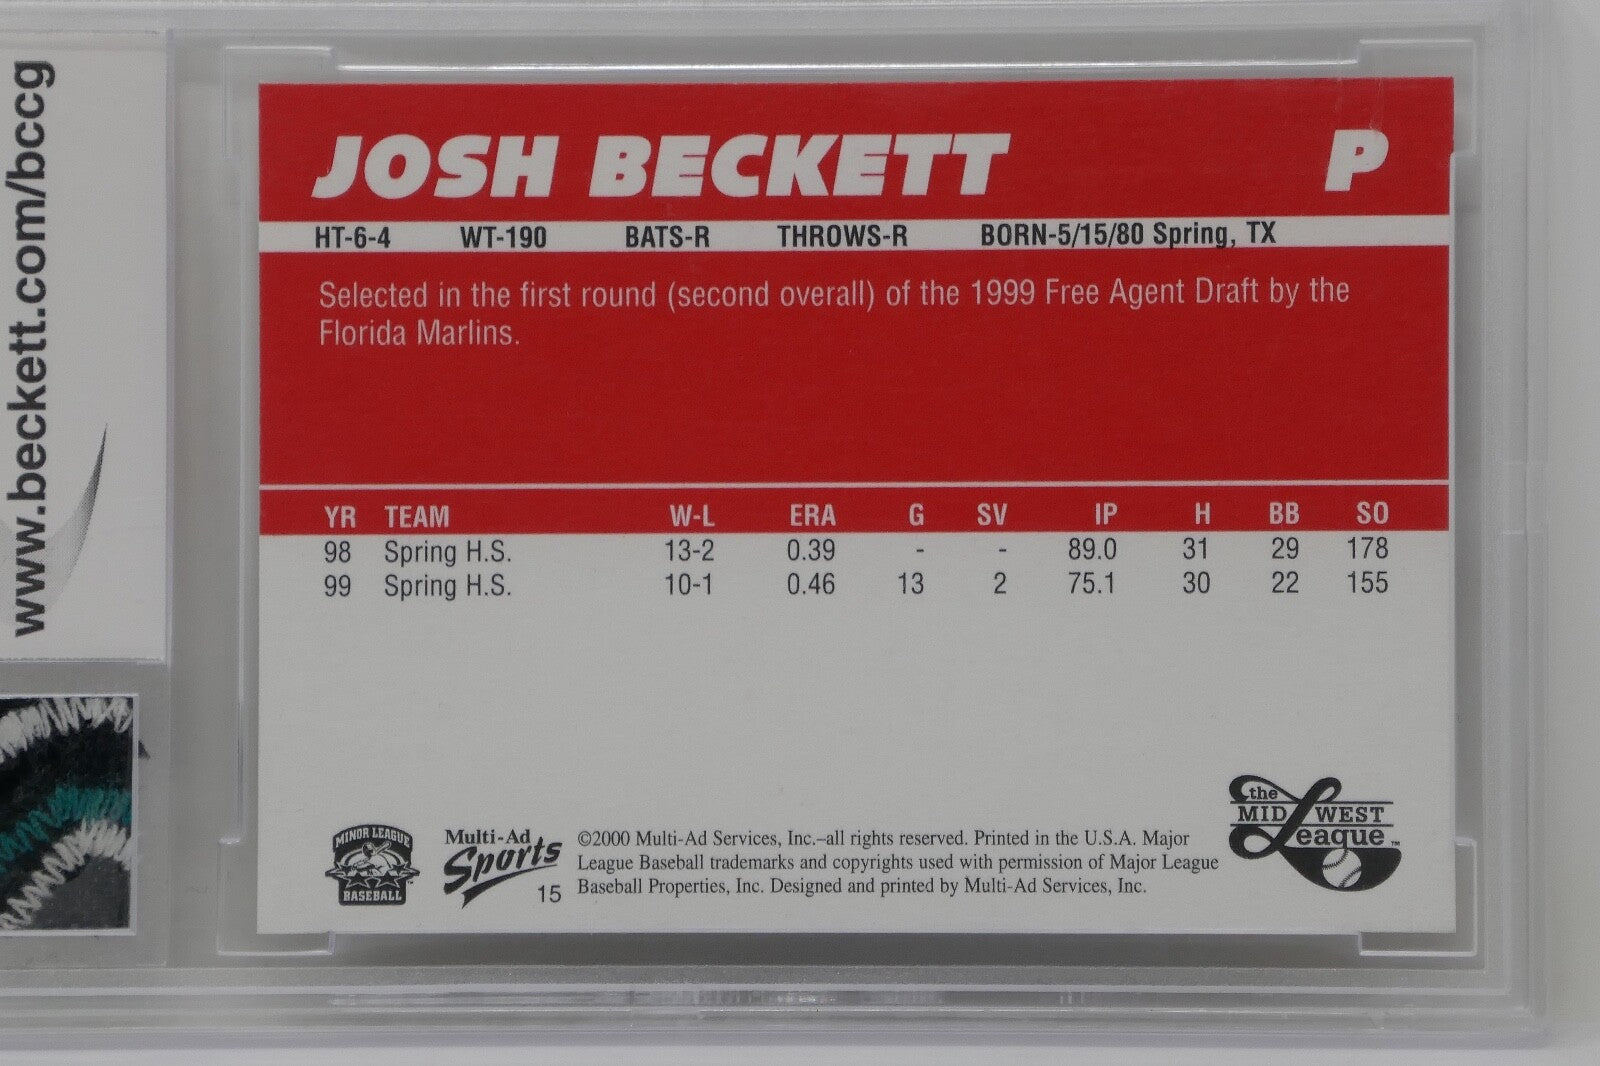 www.beckett.com/bccg
JOSH BECKETT P
HT-6-4 WT-190 BATS-R THROWS-R BORN-5/15/80 Spring, TX
Selected in the first round (second overall) of the 1999 Free Agent Draft by the
Florida Marlins.
YR TEAM W-L ERA G SV IP H BB SO
98 Spring H.S. 13-2 0.39 - - 89.0 31 29 178
99 Spring H.S. 10-1 0.46 13 2 75.1 30 22 155
MINOR LEAGUE
BASEBALL
Multi-Ad
Sports
15
©2000 Multi-Ad Services, Inc.–all rights reserved. Printed in the U.S.A. Major
League Baseball trademarks and copyrights used with permission of Major League
Baseball Properties, Inc. Designed and printed by Multi-Ad Services, Inc.
the
MIDWEST
League™